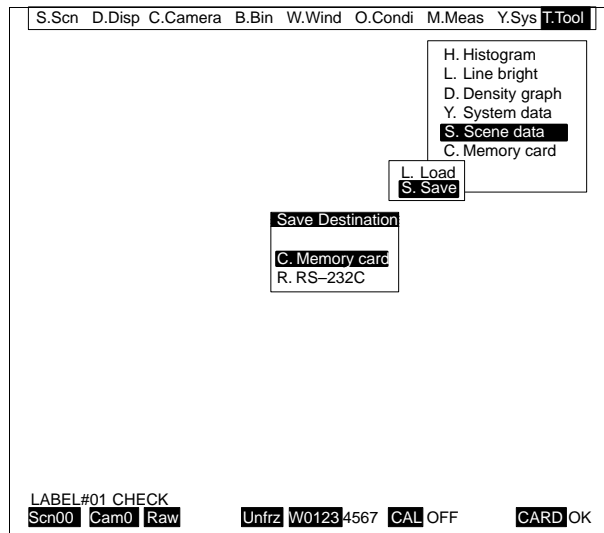 S.Scn D.Disp C.Camera B.Bin W.Wind O.Condi M.Meas Y.Sys T.Tool
H. Histogram
L. Line bright
D. Density graph
Y. System data
S. Scene data
C. Memory card
L. Load
S. Save
Save Destination
C. Memory card
R. RS–232C
LABEL#01 CHECK
Scn00 Cam0 Raw Unfrz W01234567 CAL OFF CARD OK